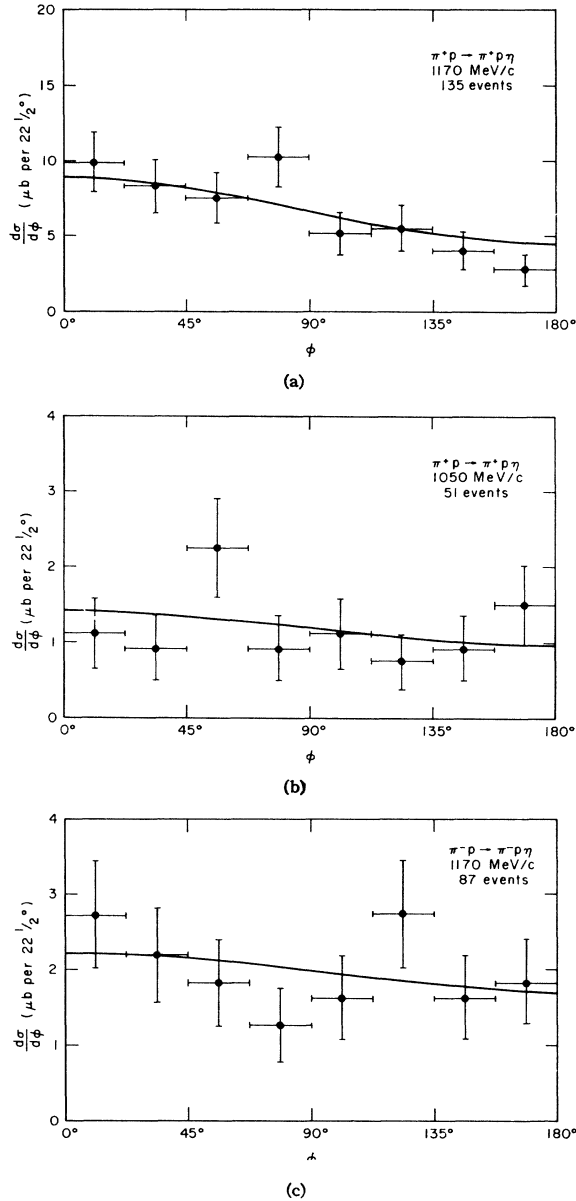 20
15
10
5
0
dσ/dφ (μb per 22 ½°)
π⁺p → π⁺pη
1170 MeV/c
135 events
0° 45° 90° 135° 180°
φ
(a)
4
3
2
1
0
dσ/dφ (μb per 22 ½°)
π⁺p → π⁺pη
1050 MeV/c
51 events
0° 45° 90° 135° 180°
φ
(b)
4
3
2
1
0
dσ/dφ (μb per 22 ½°)
π⁻p → π⁻pη
1170 MeV/c
87 events
0° 45° 90° 135° 180°
φ
(c)